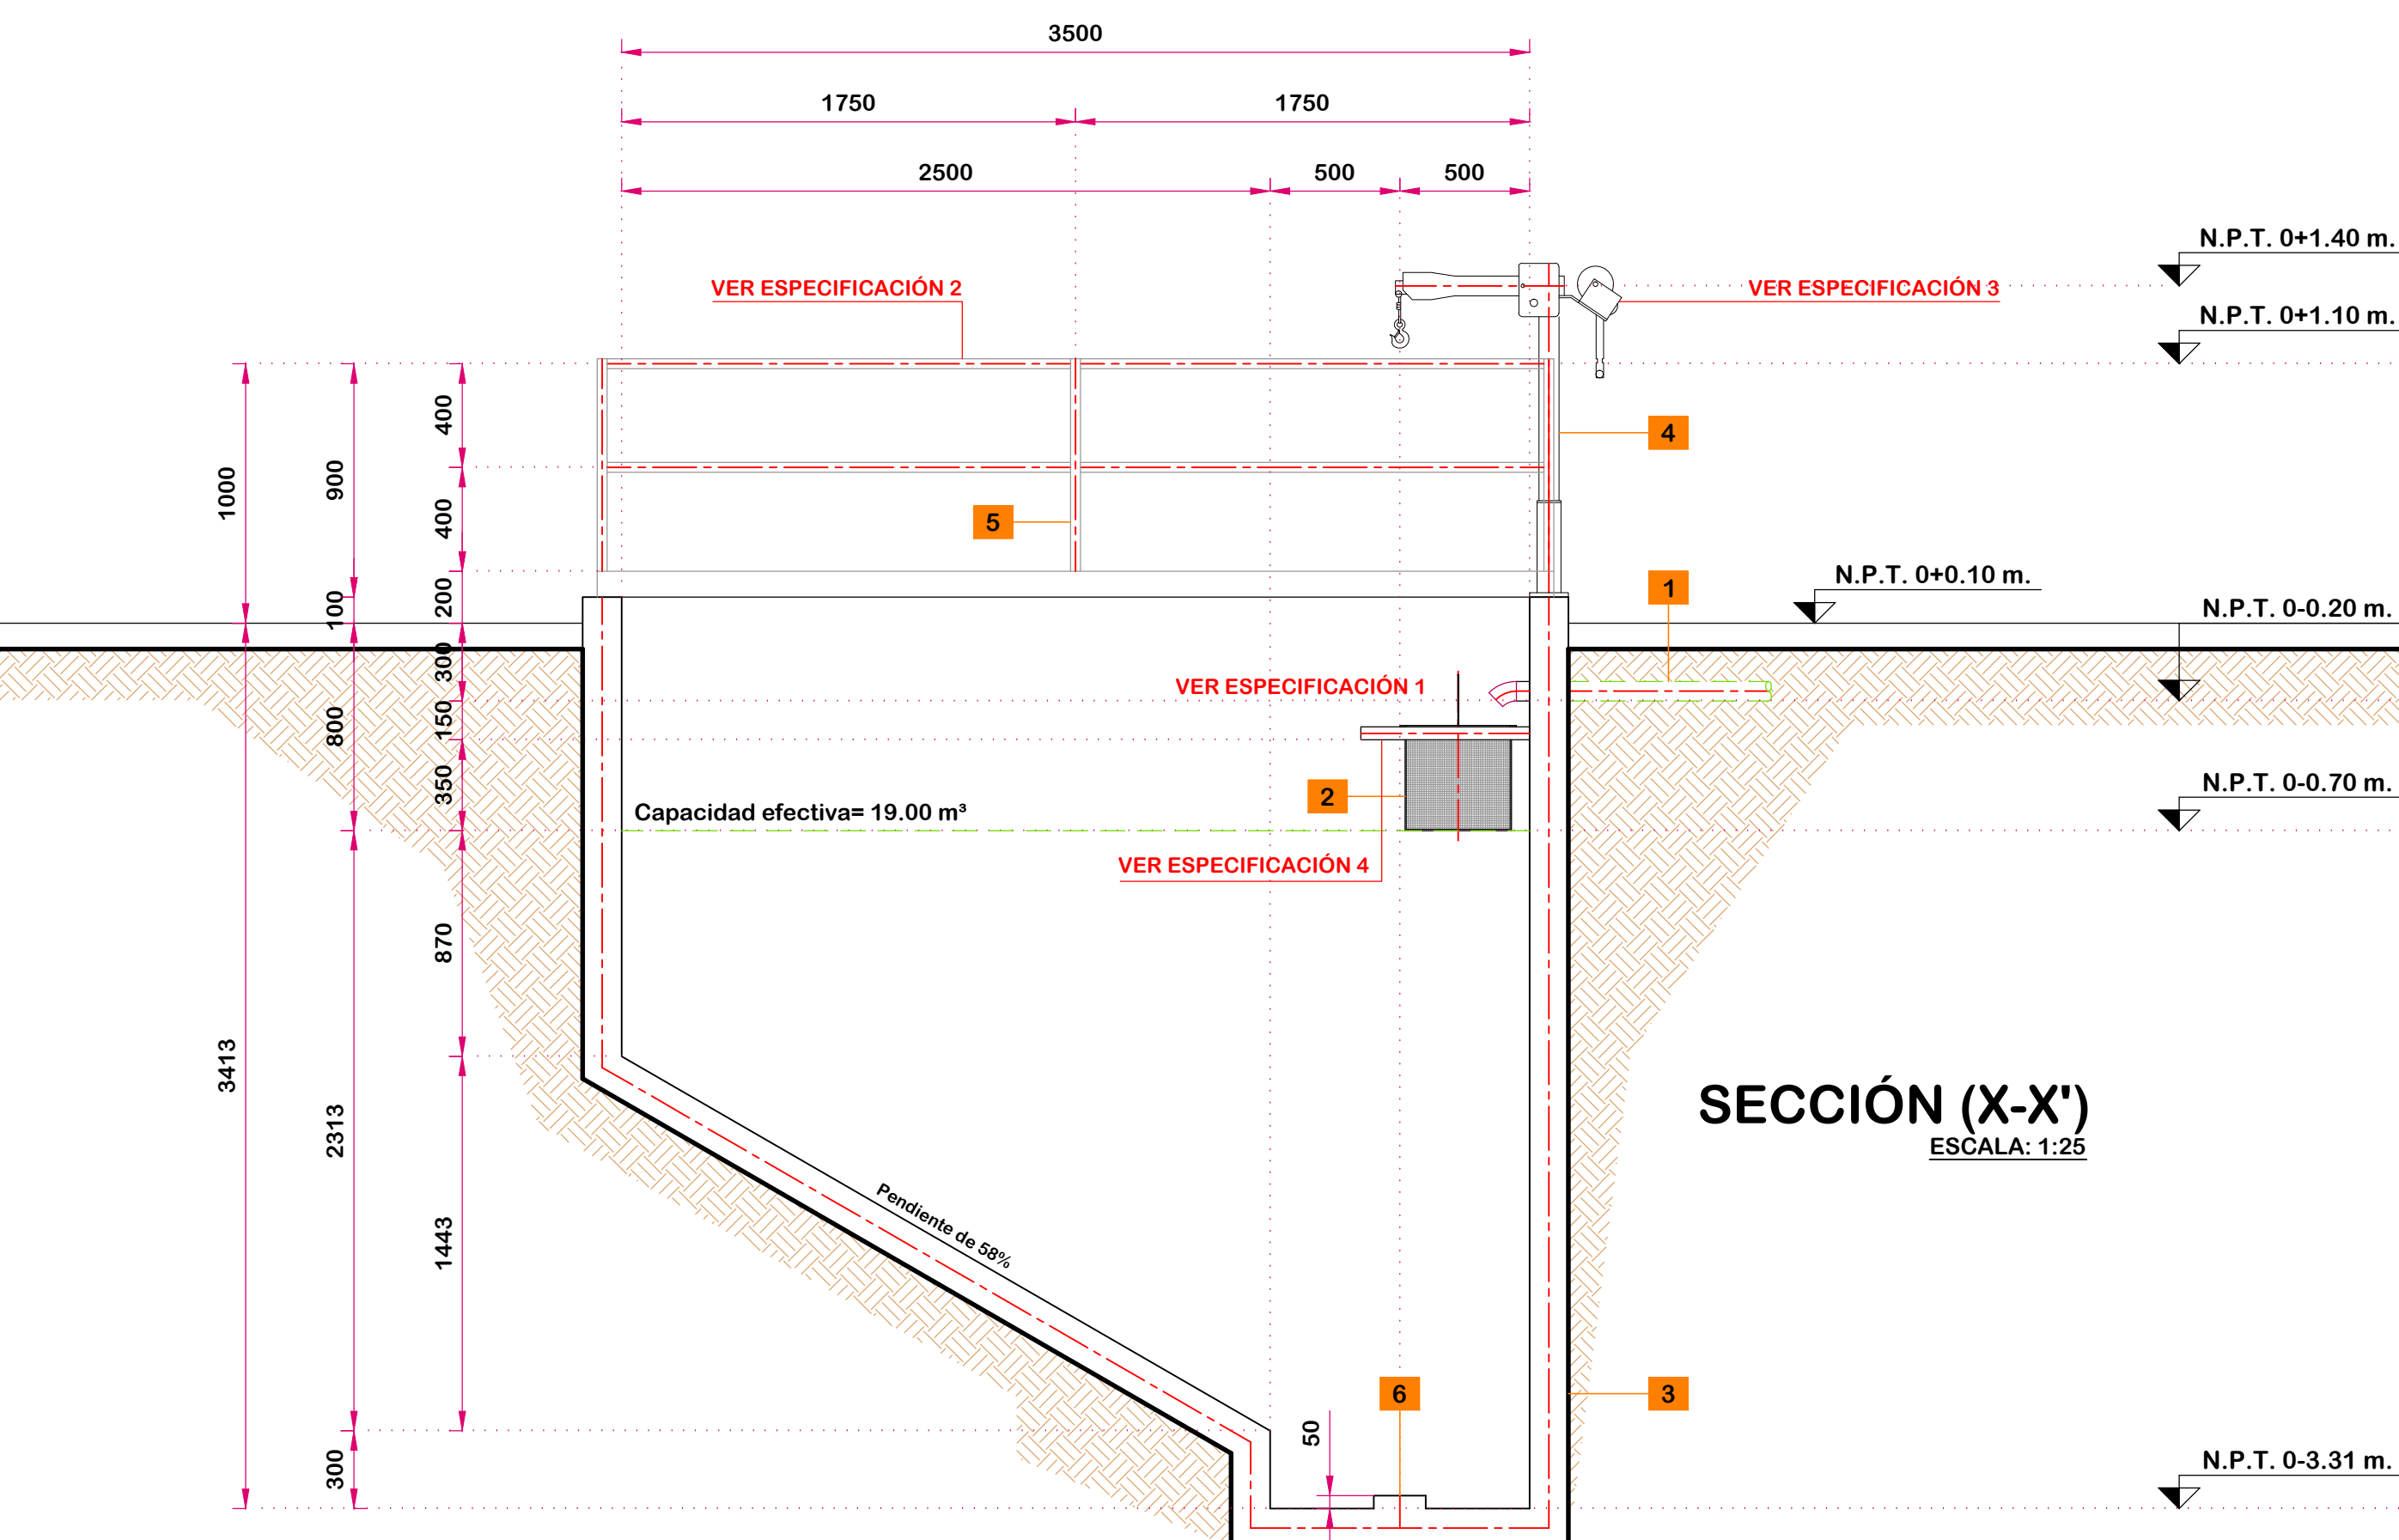 3500
1750
1750
2500
500
500
N.P.T. 0+1.40 m.
VER ESPECIFICACIÓN 2
VER ESPECIFICACIÓN 3
N.P.T. 0+1.10 m.
400
4
1000
900
400
5
N.P.T. 0+0.10 m.
1
200
100
N.P.T. 0-0.20 m.
300
VER ESPECIFICACIÓN 1
150
800
350
N.P.T. 0-0.70 m.
2
Capacidad efectiva= 19.00 m³
VER ESPECIFICACIÓN 4
870
3413
2313
SECCIÓN (X-X')
ESCALA: 1:25
Pendiente de 58%
1443
6
3
50
300
N.P.T. 0-3.31 m.